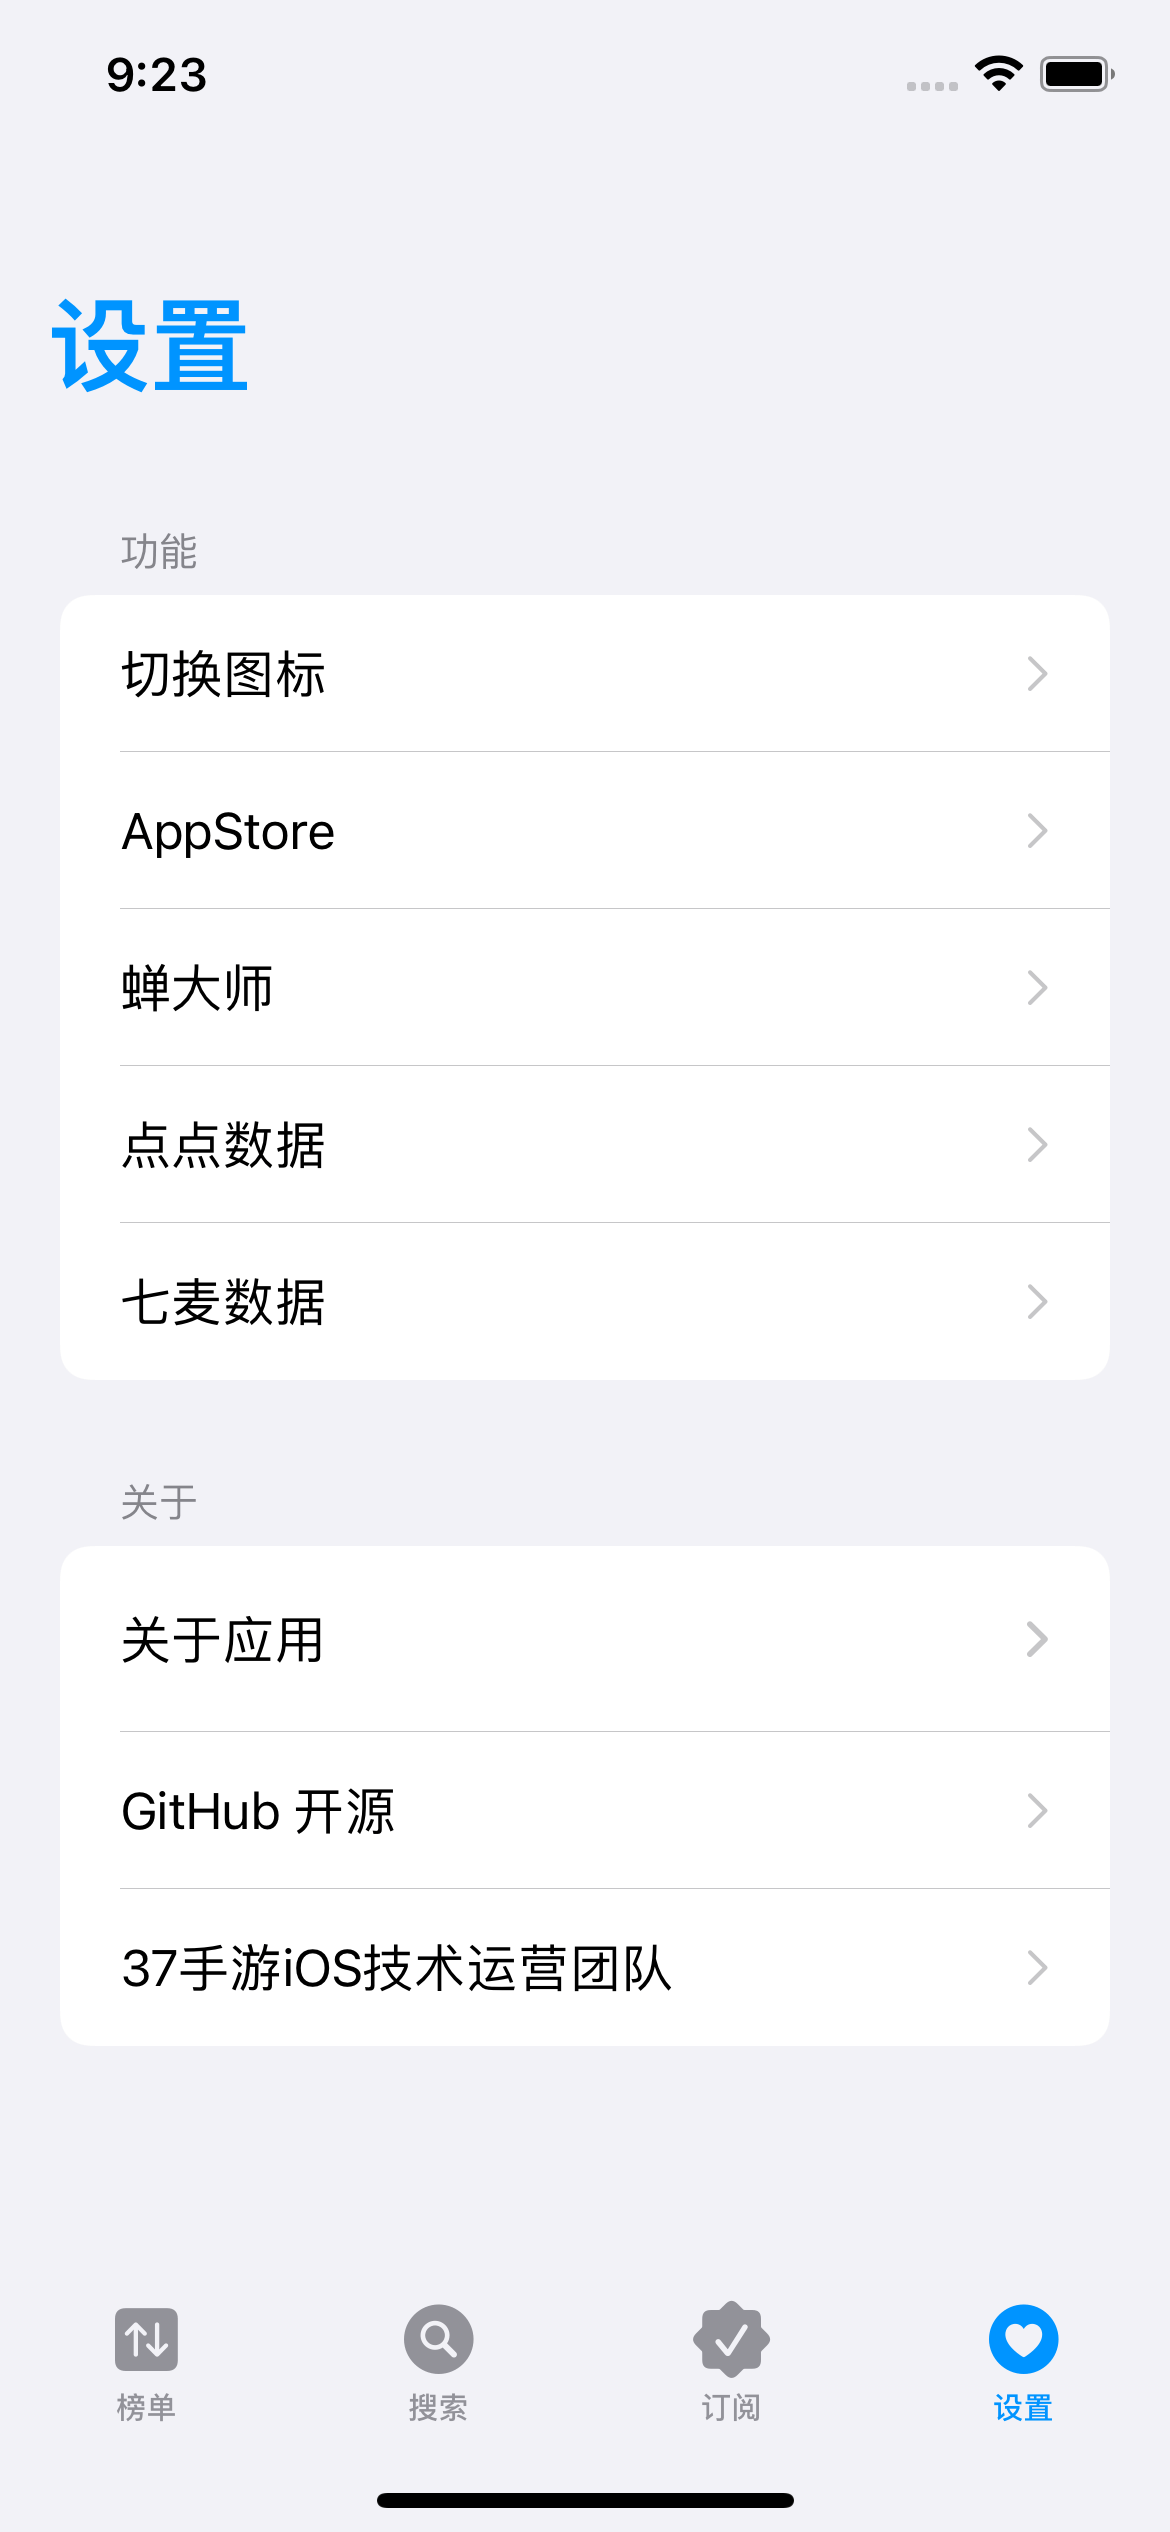 9:23
设置
功能
切换图标
AppStore
蝉大师
点点数据
七麦数据
关于
关于应用
GitHub 开源
37手游iOS技术运营团队
榜单
搜索
订阅
设置